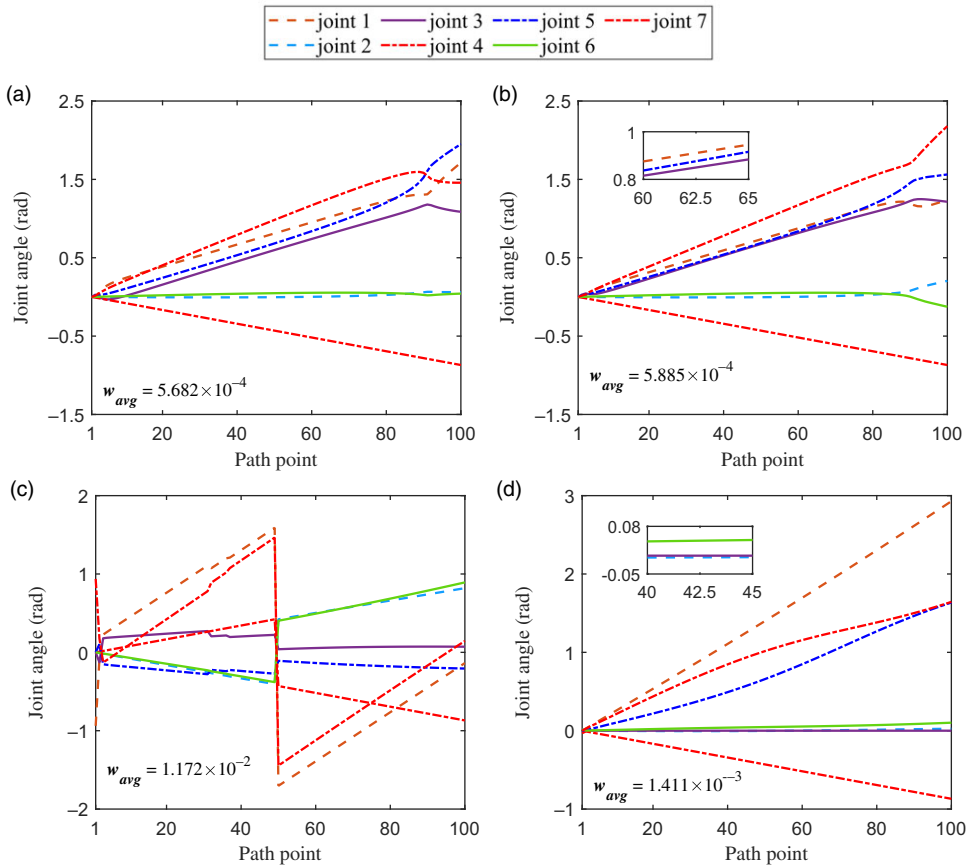 joint 1 joint 3 joint 5 joint 7
joint 2 joint 4 joint 6
(a)
2.5
1.5
0.5
−0.5
−1.5
Joint angle (rad)
w_avg = 5.682×10⁻⁴
1 20 40 60 80 100
Path point
(b)
2.5
1.5
0.5
−0.5
−1.5
Joint angle (rad)
1
0.8
60 62.5 65
w_avg = 5.885×10⁻⁴
1 20 40 60 80 100
Path point
(c)
2
1
0
−1
−2
Joint angle (rad)
w_avg = 1.172×10⁻²
1 20 40 60 80 100
Path point
(d)
3
2
1
0
−1
Joint angle (rad)
0.08
-0.05
40 42.5 45
w_avg = 1.411×10⁻⁻³
1 20 40 60 80 100
Path point